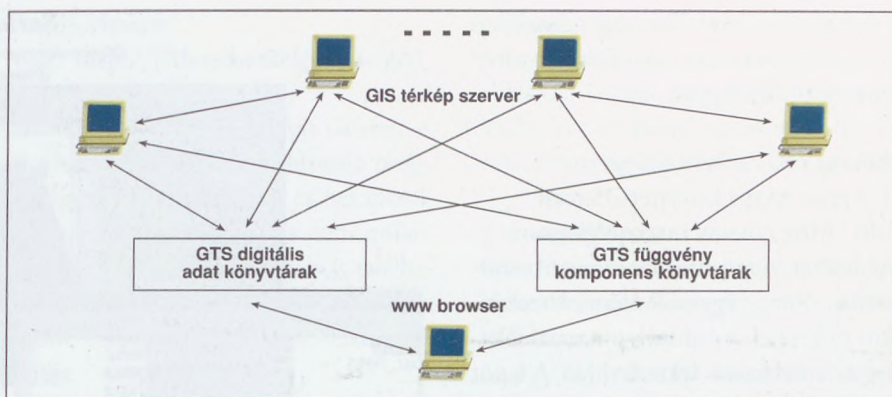 GIS térkép szerver
GTS digitális
adat könyvtárak
GTS függvény
komponens könyvtárak
www browser